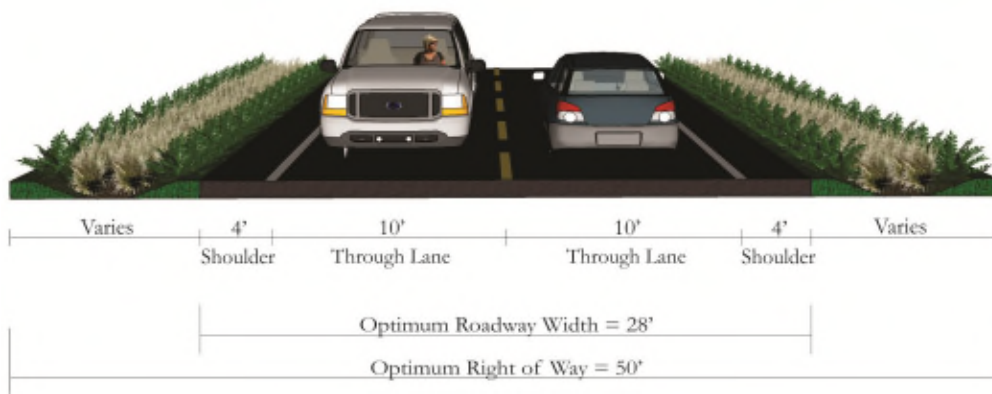 Varies 4' 10' 10' 4' Varies
Shoulder Through Lane Through Lane Shoulder
Optimum Roadway Width = 28'
Optimum Right of Way = 50'